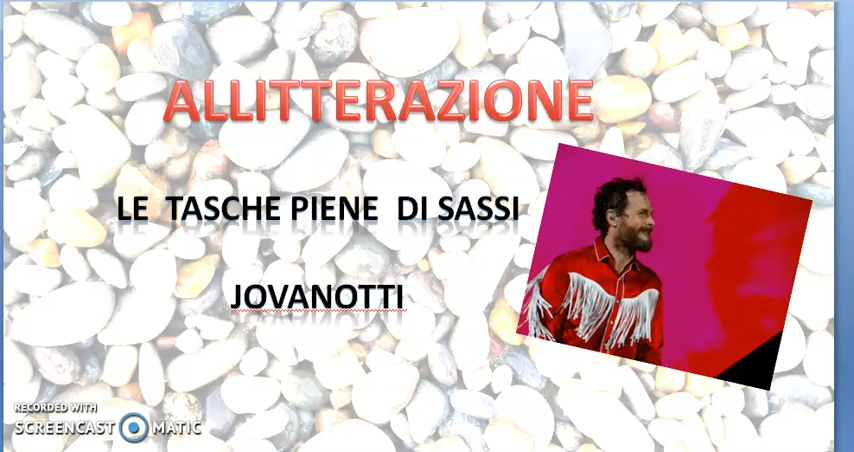 ALLITTERAZIONE
LE TASCHE PIENE DI SASSI
JOVANOTTI
RECORDED WITH
SCREENCAST MATIC